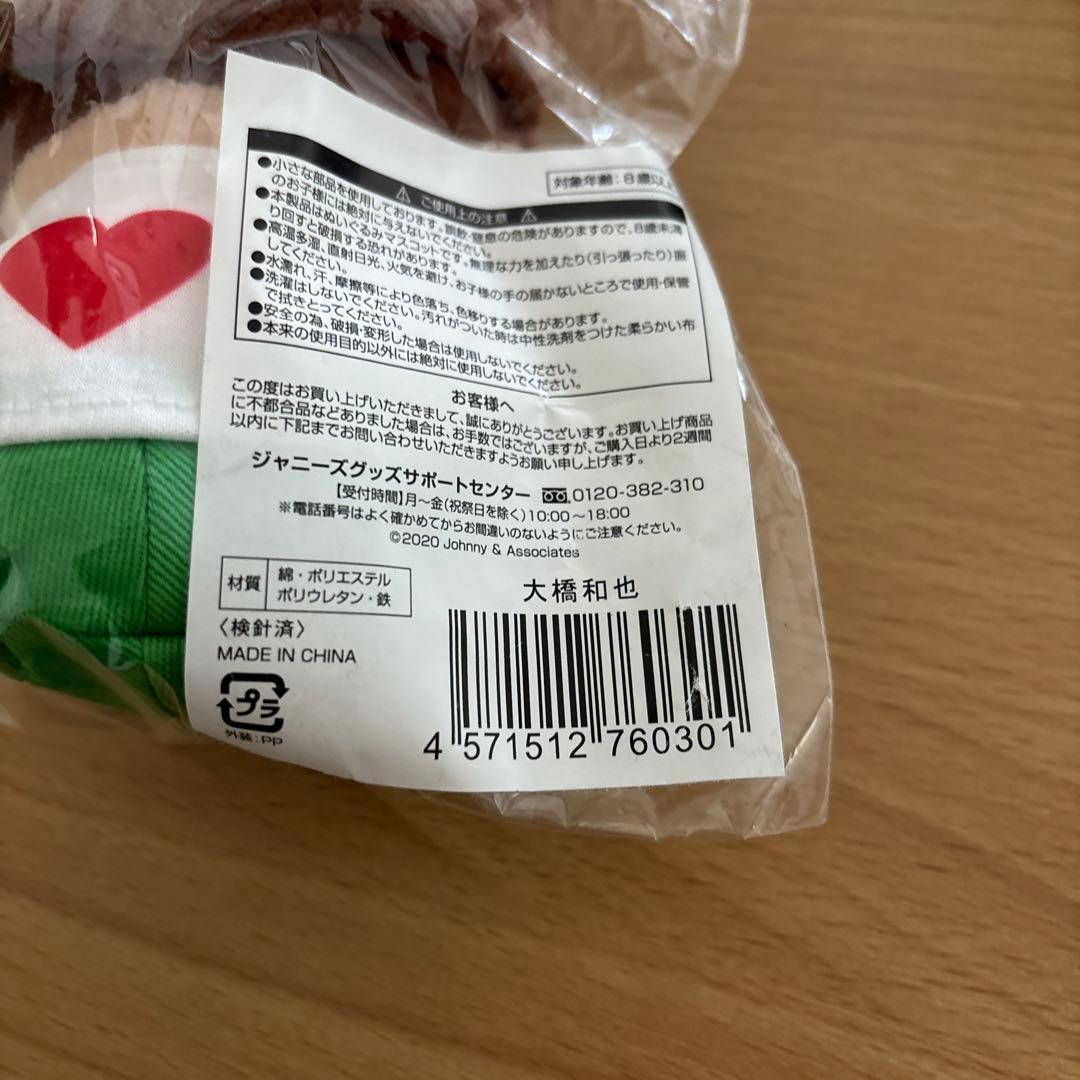 対象年齢:8歳以上
⚠ ご使用上の注意 ⚠
●小さな部品を使用しております。誤飲・窒息の危険がありますので、8歳未満
のお子様には絶対に与えないでください。
●本製品はぬいぐるみマスコットです。無理な力を加えたり(引っ張ったり)振
り回すと破損する恐れがあります。
●高温多湿、直射日光、火気を避け、お子様の手の届かないところで使用・保管
してください。
●水濡れ、汗、摩擦等により色落ち、色移りする場合があります。
●洗濯はしないでください。汚れがついた時は中性洗剤をつけた柔らかい布
で拭きとってください。
●安全の為、破損・変形した場合は使用しないでください。
●本来の使用目的以外には絶対に使用しないでください。
お客様へ
この度はお買い上げいただきまして、誠にありがとうございます。お買い上げ商品
に不都合品などありました場合は、お手数ではございますが、ご購入日より2週間
以内に下記までお問い合わせいただきますようお願い申し上げます。
ジャニーズグッズサポートセンター 0120-382-310
【受付時間】月～金(祝祭日を除く)10:00～18:00
※電話番号はよく確かめてからお間違いのないようにご注意ください。
©2020 Johnny & Associates
材質 綿・ポリエステル
ポリウレタン・鉄
〈検針済〉
MADE IN CHINA
プラ
外装:PP
大橋和也
4 571512 760301